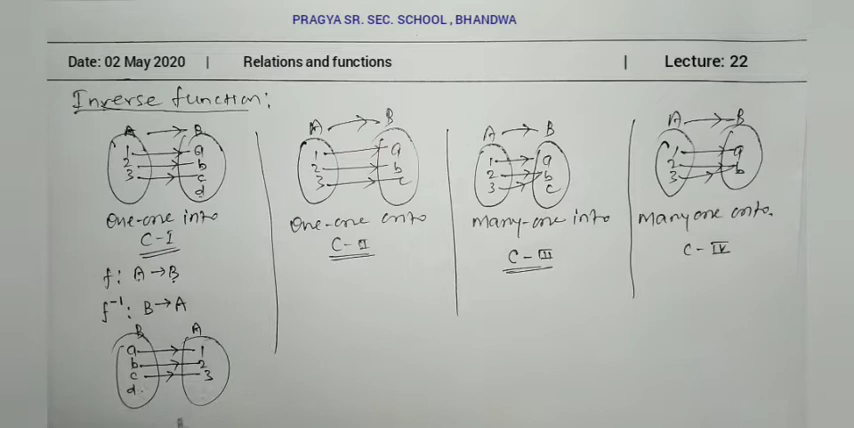 PRAGYA SR. SEC. SCHOOL , BHANDWA
Date: 02 May 2020 | Relations and functions | Lecture: 22
Inverse function:
A → B
1 a
2 b
3 c
d
One-one into
C-I
f: A→B
f⁻¹: B→A
B A
a 1
b 2
c 3
d
A → B
1 a
2 b
3 c
One-one onto
C-II
A → B
1 a
2 b
3 c
many-one into
C-III
A → B
1 a
2 b
3
Many one onto.
C-IV